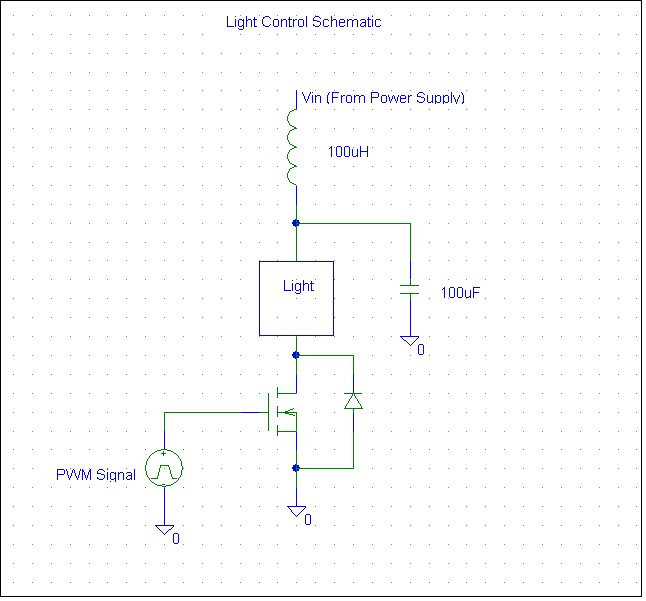 Light Control Schematic
Vin (From Power Supply)
100uH
Light
100uF
0
PWM Signal
0
0